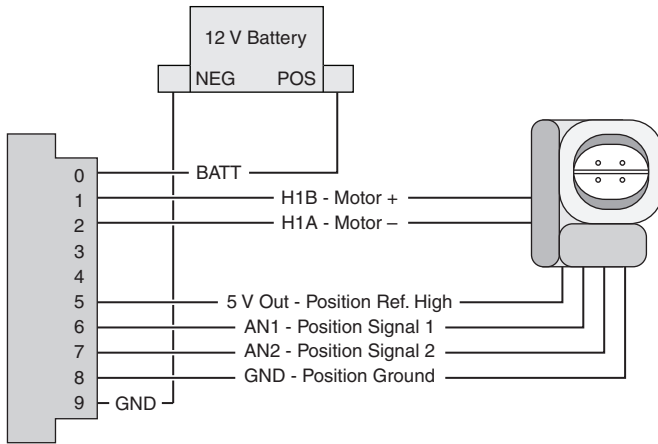 12 V Battery
NEG POS
0 BATT
1 H1B - Motor +
2 H1A - Motor –
3
4
5 5 V Out - Position Ref. High
6 AN1 - Position Signal 1
7 AN2 - Position Signal 2
8 GND - Position Ground
9 GND